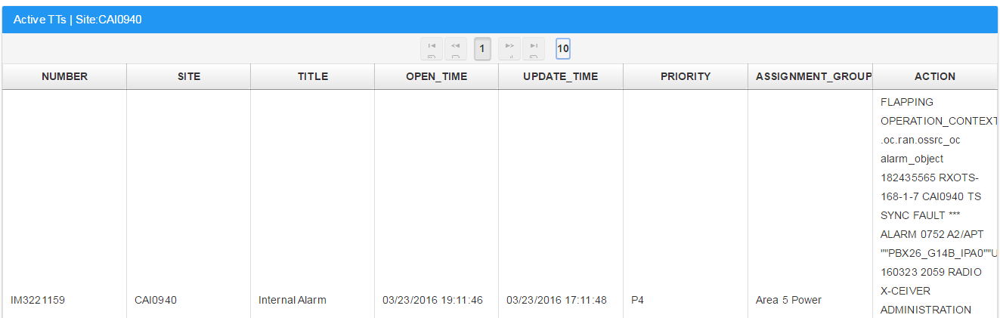 Active TTs | Site:CAI0940
1 10
NUMBER SITE TITLE OPEN_TIME UPDATE_TIME PRIORITY ASSIGNMENT_GROUP ACTION
FLAPPING
OPERATION_CONTEXT
.oc.ran.ossrc_oc
alarm_object
182435565 RXOTS-
168-1-7 CAI0940 TS
SYNC FAULT ***
ALARM 0752 A2/APT
""PBX26_G14B_IPA0""U
160323 2059 RADIO
X-CEIVER
IM3221159 CAI0940 Internal Alarm 03/23/2016 19:11:46 03/23/2016 17:11:48 P4 Area 5 Power
ADMINISTRATION